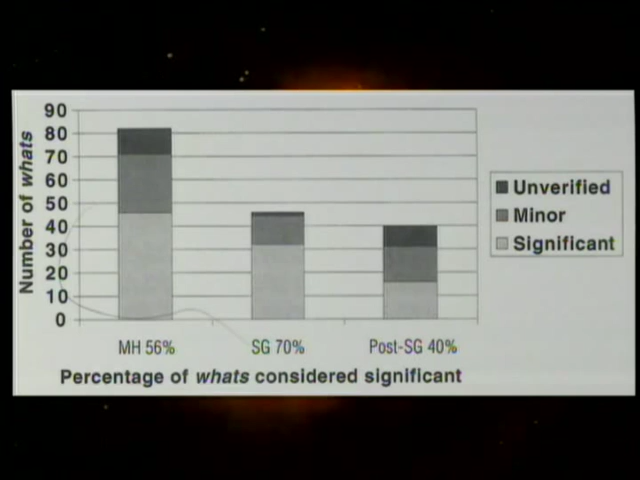 90
80
70
60
50
40
30
20
10
0
Number of whats
MH 56%
SG 70%
Post-SG 40%
Percentage of whats considered significant
Unverified
Minor
Significant